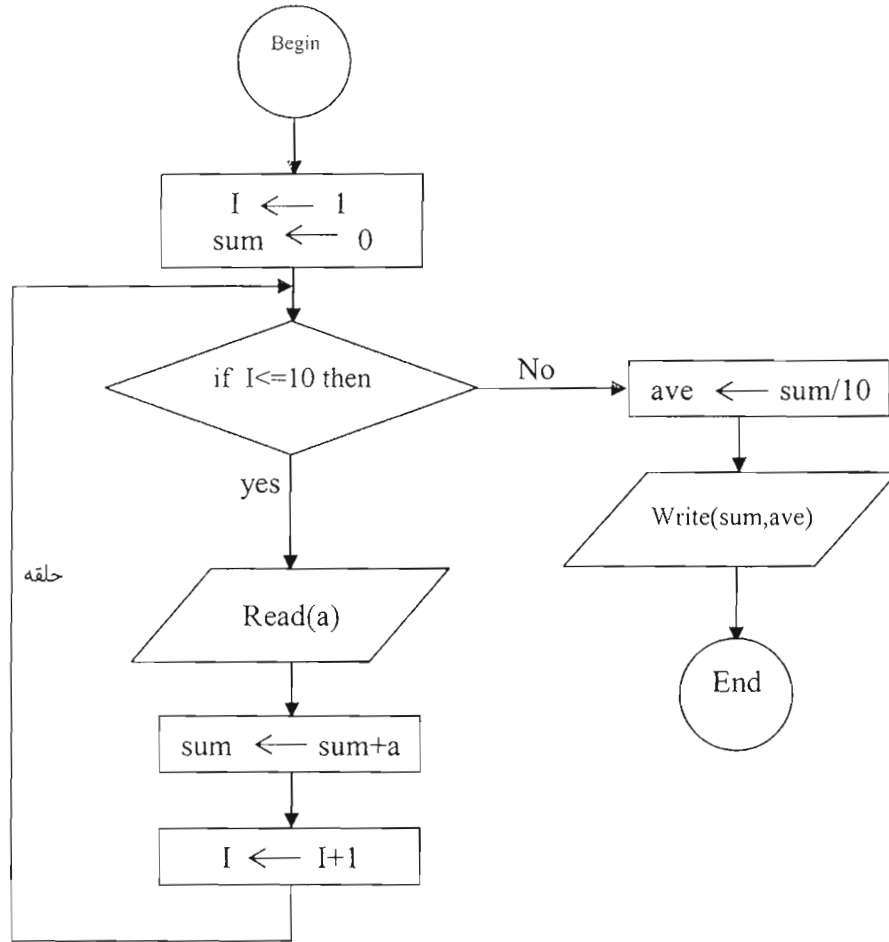 Begin
I ← 1
sum ← 0
if I<=10 then
No
ave ← sum/10
yes
Write(sum,ave)
حلقه
Read(a)
End
sum ← sum+a
I ← I+1